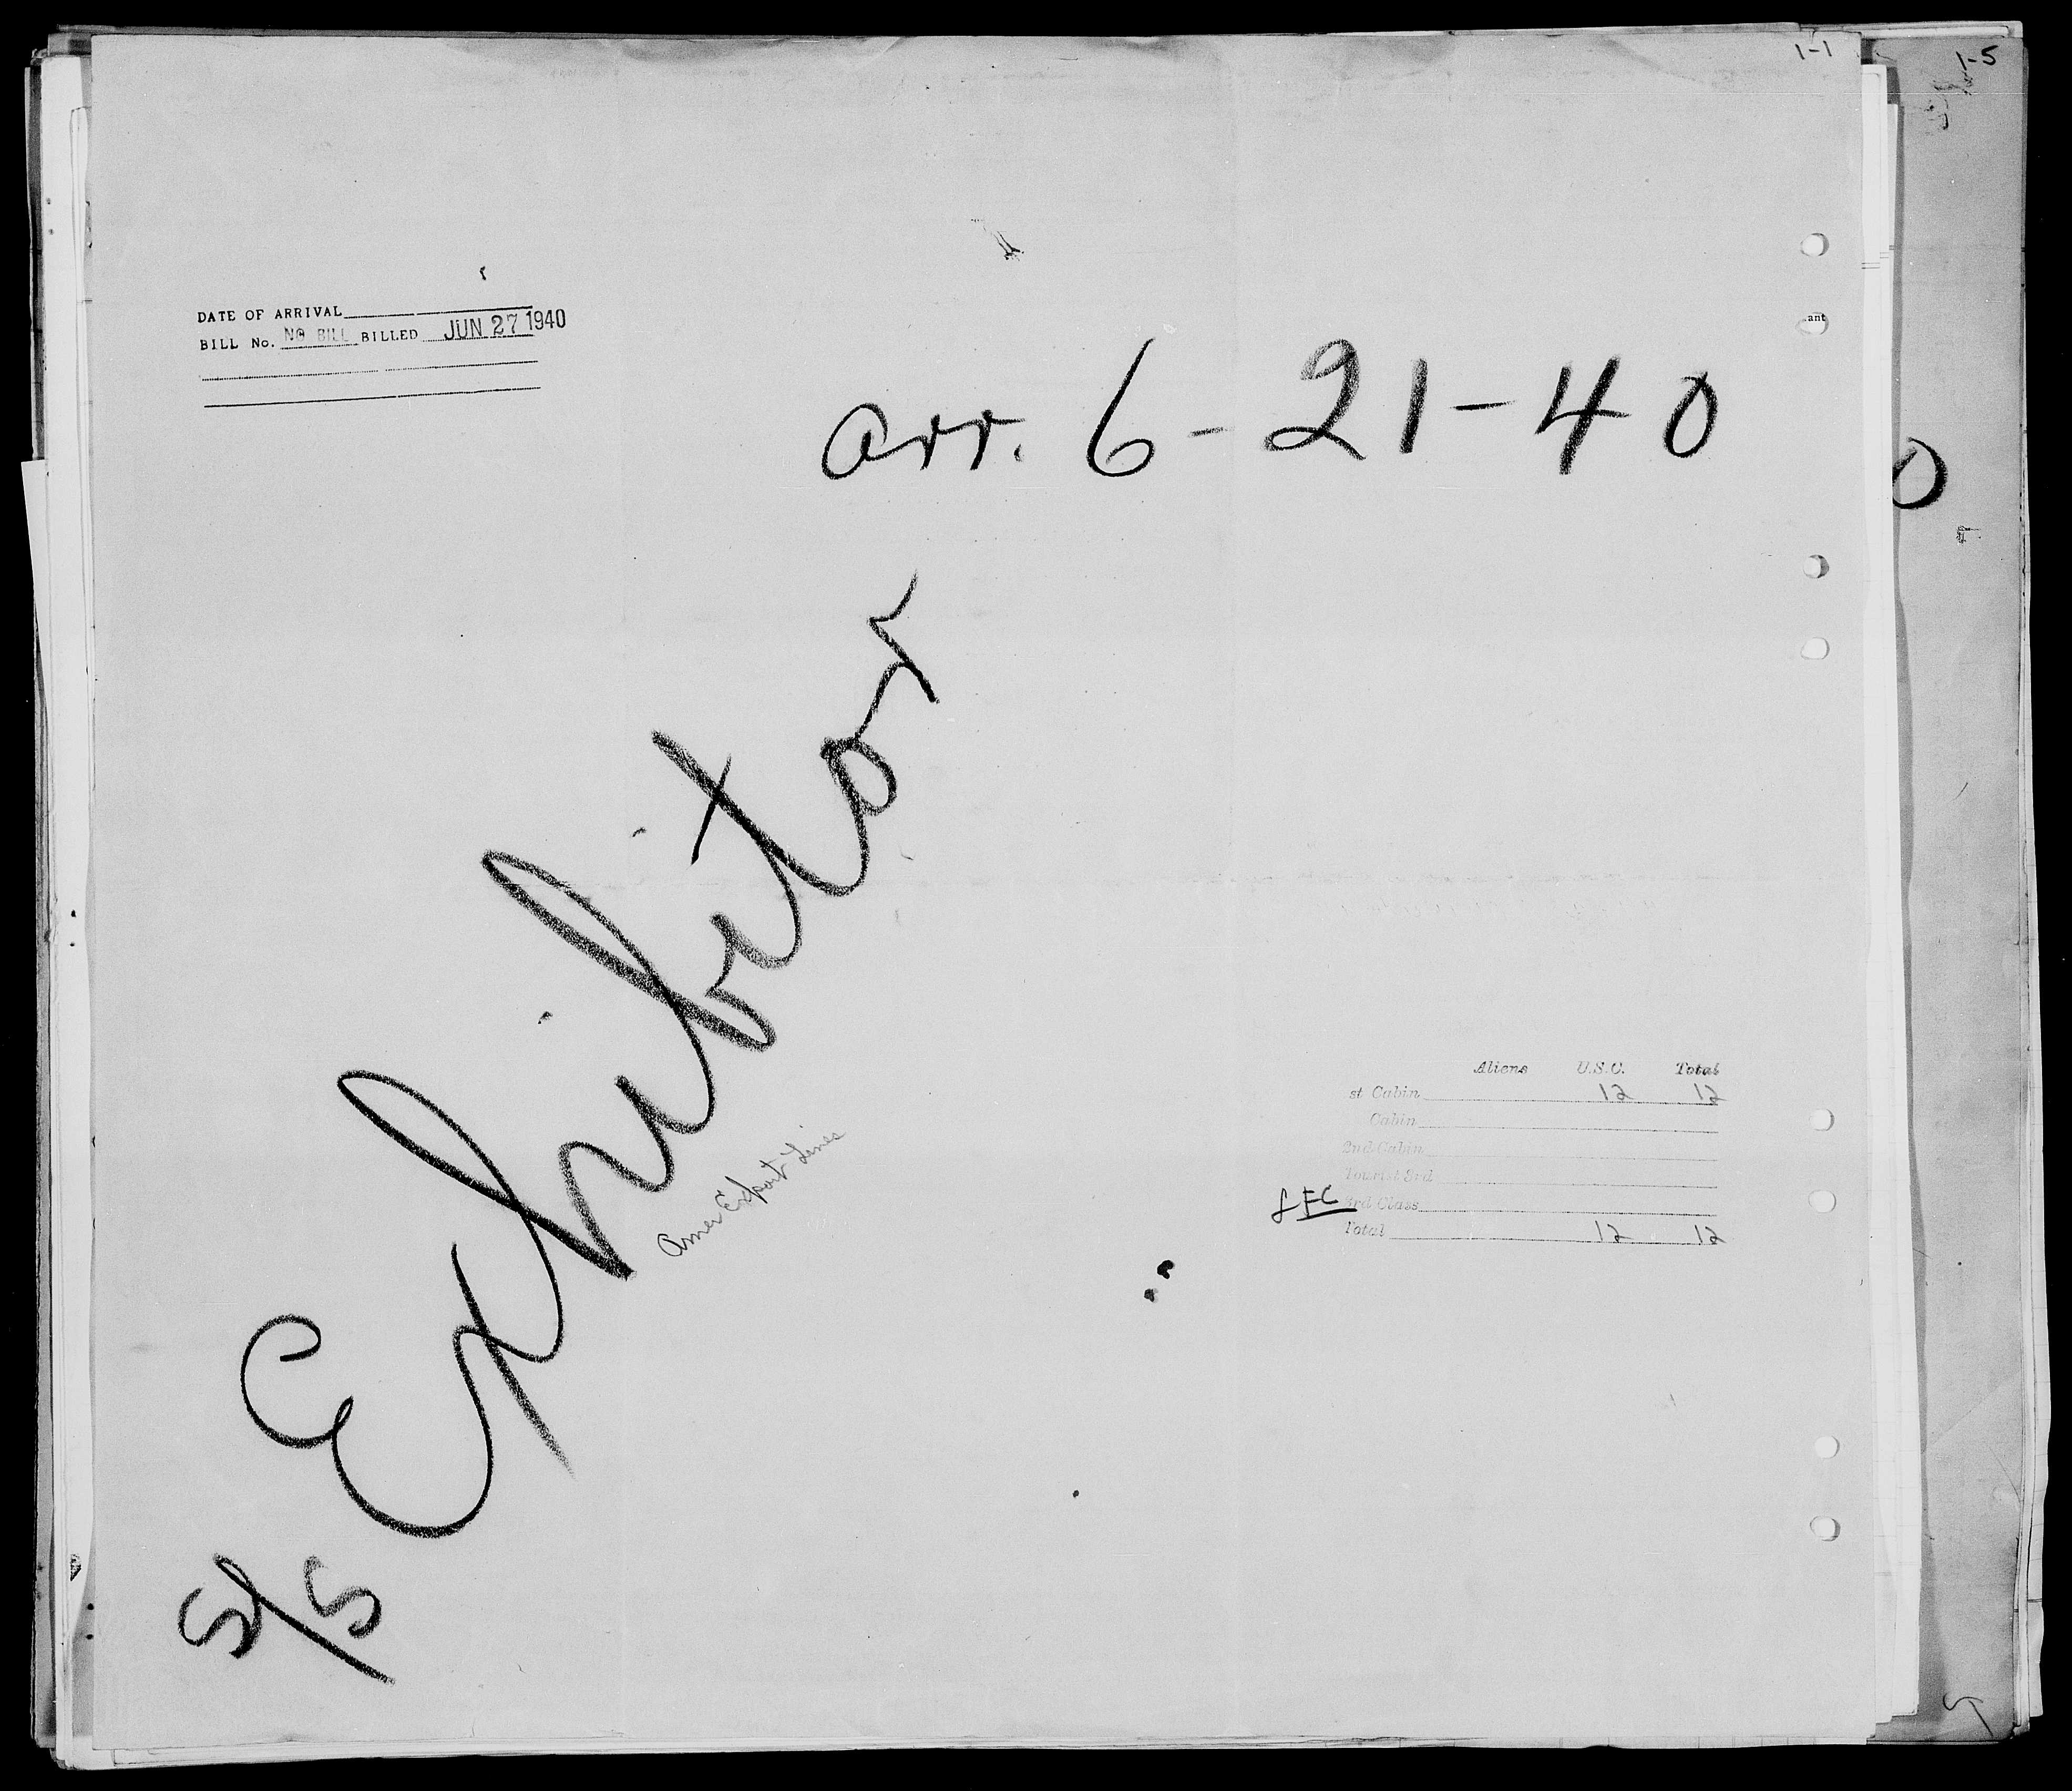 1-1
1-5
DATE OF ARRIVAL
BILL No. NO BILL BILLED JUN 27 1940
ant
arr. 6-21-40
0
S/S Exhibitor
Amer Export Lines
Aliens U.S.C. Total
st Cabin 12 12
Cabin
2nd Cabin
Tourist 3rd
3rd Class
Total 12 12